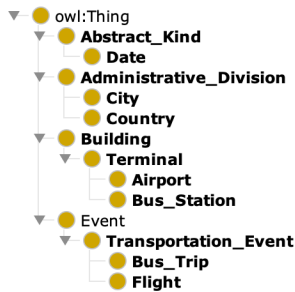 owl:Thing
Abstract_Kind
Date
Administrative_Division
City
Country
Building
Terminal
Airport
Bus_Station
Event
Transportation_Event
Bus_Trip
Flight